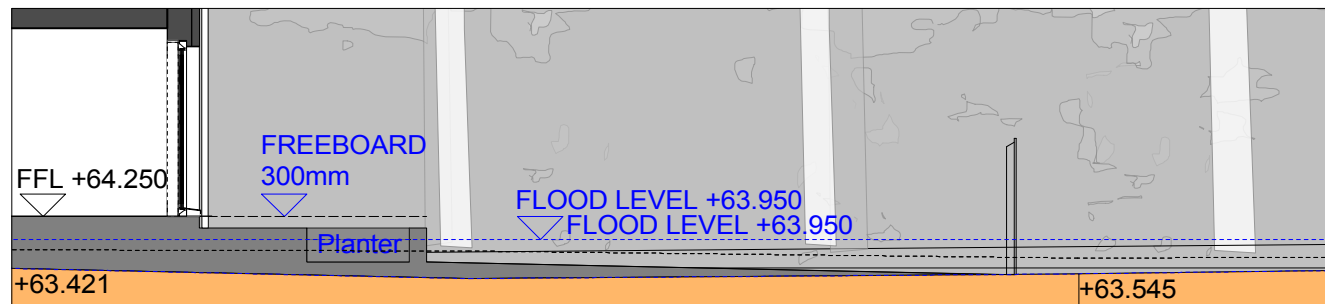 FREEBOARD
300mm
FFL +64.250
FLOOD LEVEL +63.950
FLOOD LEVEL +63.950
Planter
+63.421
+63.545